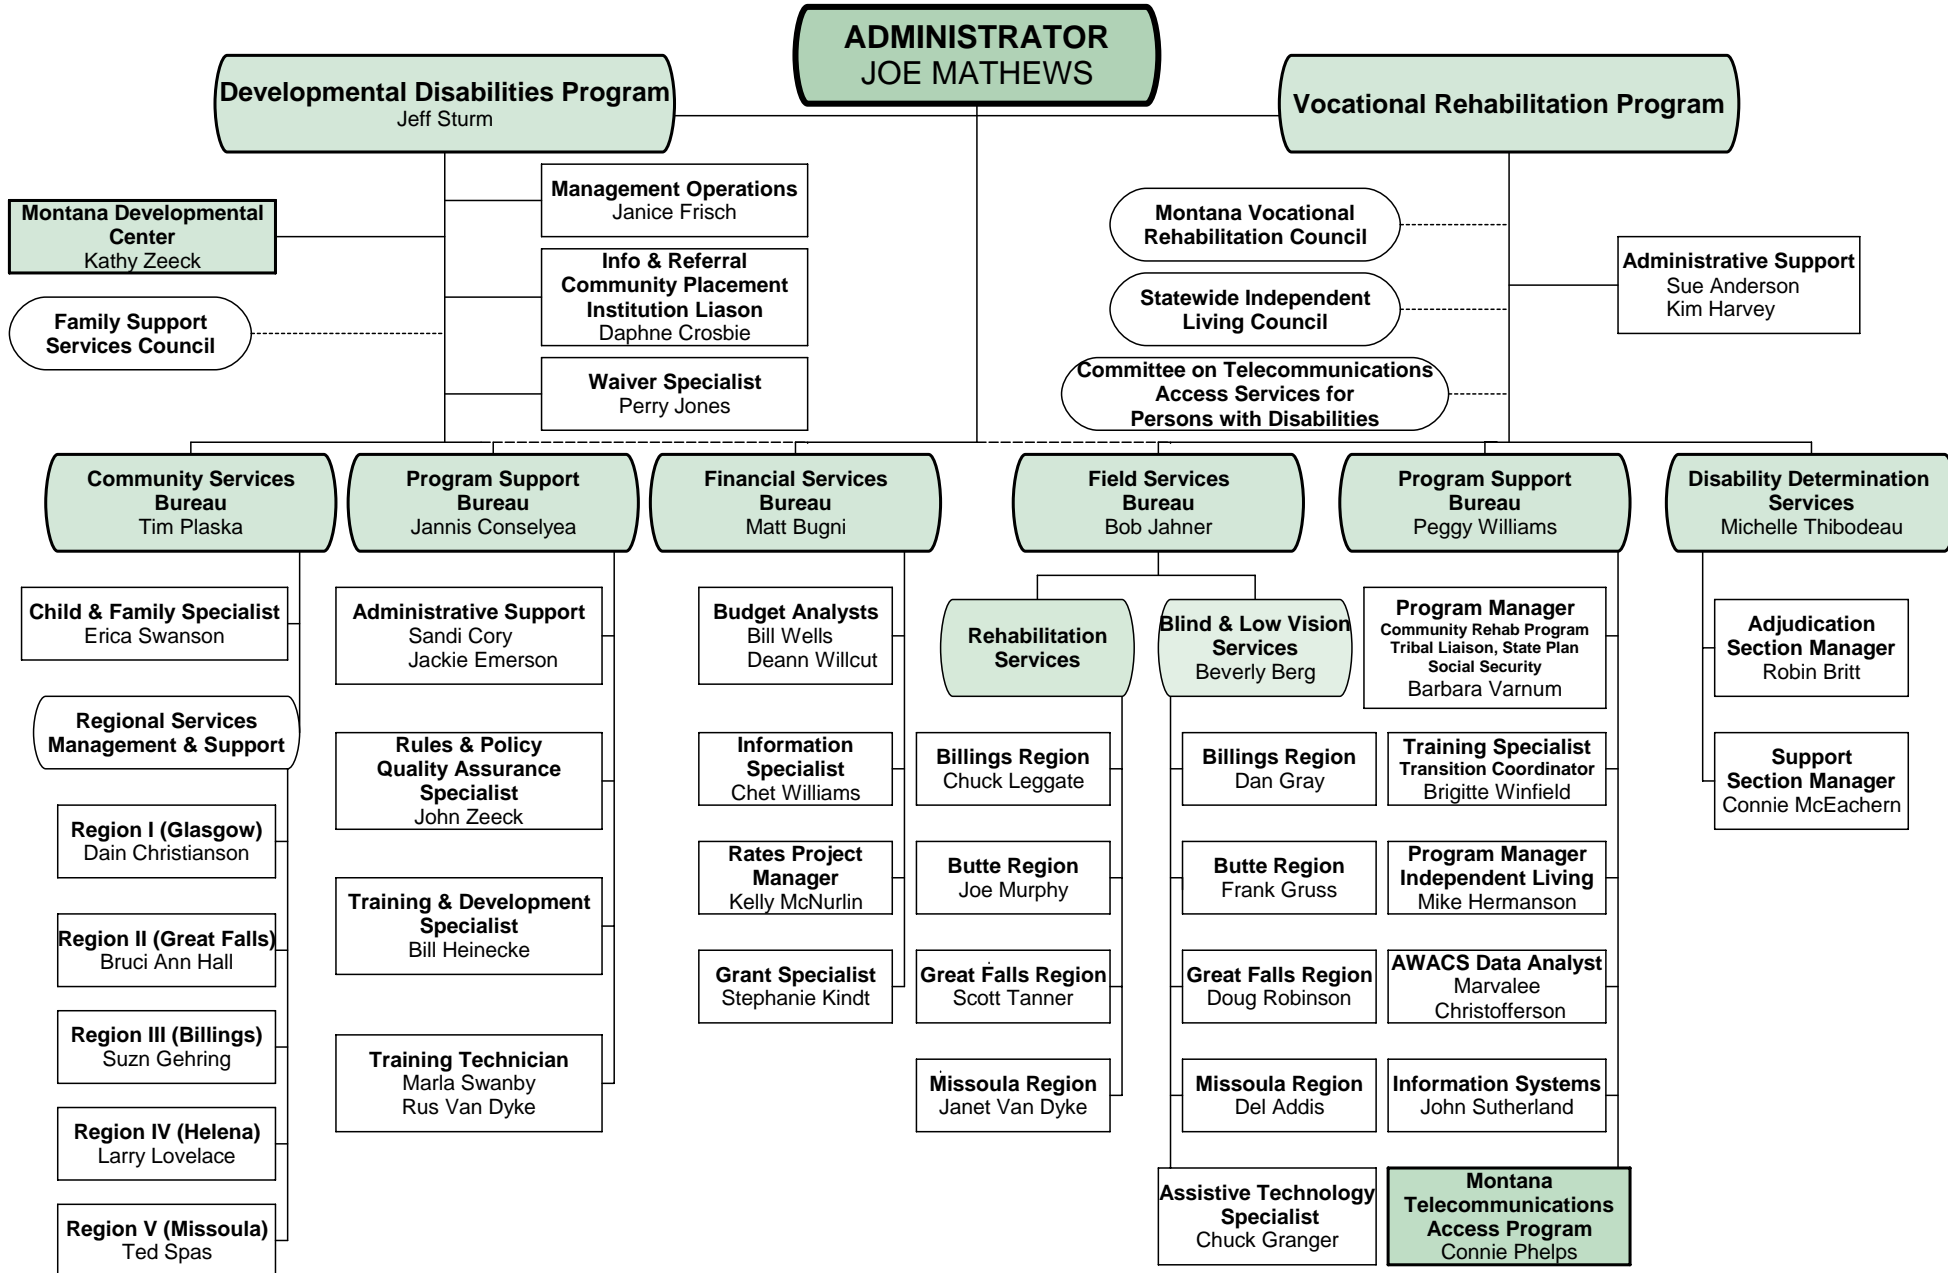 ADMINISTRATOR
JOE MATHEWS
Developmental Disabilities Program
Jeff Sturm
Vocational Rehabilitation Program
Management Operations
Janice Frisch
Montana Developmental
Center
Kathy Zeeck
Info & Referral
Community Placement
Institution Liason
Daphne Crosbie
Family Support
Services Council
Waiver Specialist
Perry Jones
Montana Vocational
Rehabilitation Council
Administrative Support
Sue Anderson
Kim Harvey
Statewide Independent
Living Council
Committee on Telecommunications
Access Services for
Persons with Disabilities
Community Services
Bureau
Tim Plaska
Program Support
Bureau
Jannis Conselyea
Financial Services
Bureau
Matt Bugni
Field Services
Bureau
Bob Jahner
Program Support
Bureau
Peggy Williams
Disability Determination
Services
Michelle Thibodeau
Child & Family Specialist
Erica Swanson
Regional Services
Management & Support
Region I (Glasgow)
Dain Christianson
Region II (Great Falls)
Bruci Ann Hall
Region III (Billings)
Suzn Gehring
Region IV (Helena)
Larry Lovelace
Region V (Missoula)
Ted Spas
Administrative Support
Sandi Cory
Jackie Emerson
Rules & Policy
Quality Assurance
Specialist
John Zeeck
Training & Development
Specialist
Bill Heinecke
Training Technician
Marla Swanby
Rus Van Dyke
Budget Analysts
Bill Wells
Deann Willcut
Information
Specialist
Chet Williams
Rates Project
Manager
Kelly McNurlin
Grant Specialist
Stephanie Kindt
Rehabilitation
Services
Billings Region
Chuck Leggate
Butte Region
Joe Murphy
Great Falls Region
Scott Tanner
Missoula Region
Janet Van Dyke
Blind & Low Vision
Services
Beverly Berg
Billings Region
Dan Gray
Butte Region
Frank Gruss
Great Falls Region
Doug Robinson
Missoula Region
Del Addis
Assistive Technology
Specialist
Chuck Granger
Program Manager
Community Rehab Program
Tribal Liaison, State Plan
Social Security
Barbara Varnum
Training Specialist
Transition Coordinator
Brigitte Winfield
Program Manager
Independent Living
Mike Hermanson
AWACS Data Analyst
Marvalee
Christofferson
Information Systems
John Sutherland
Montana
Telecommunications
Access Program
Connie Phelps
Adjudication
Section Manager
Robin Britt
Support
Section Manager
Connie McEachern